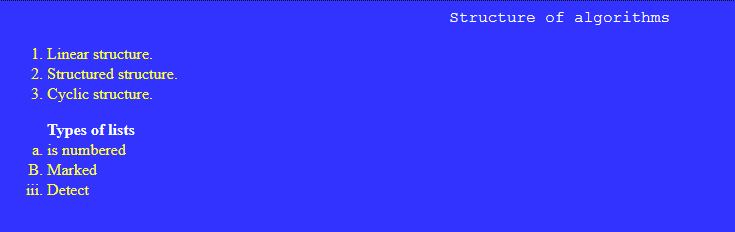 Structure of algorithms
1. Linear structure.
2. Structured structure.
3. Cyclic structure.
Types of lists
a. is numbered
B. Marked
iii. Detect